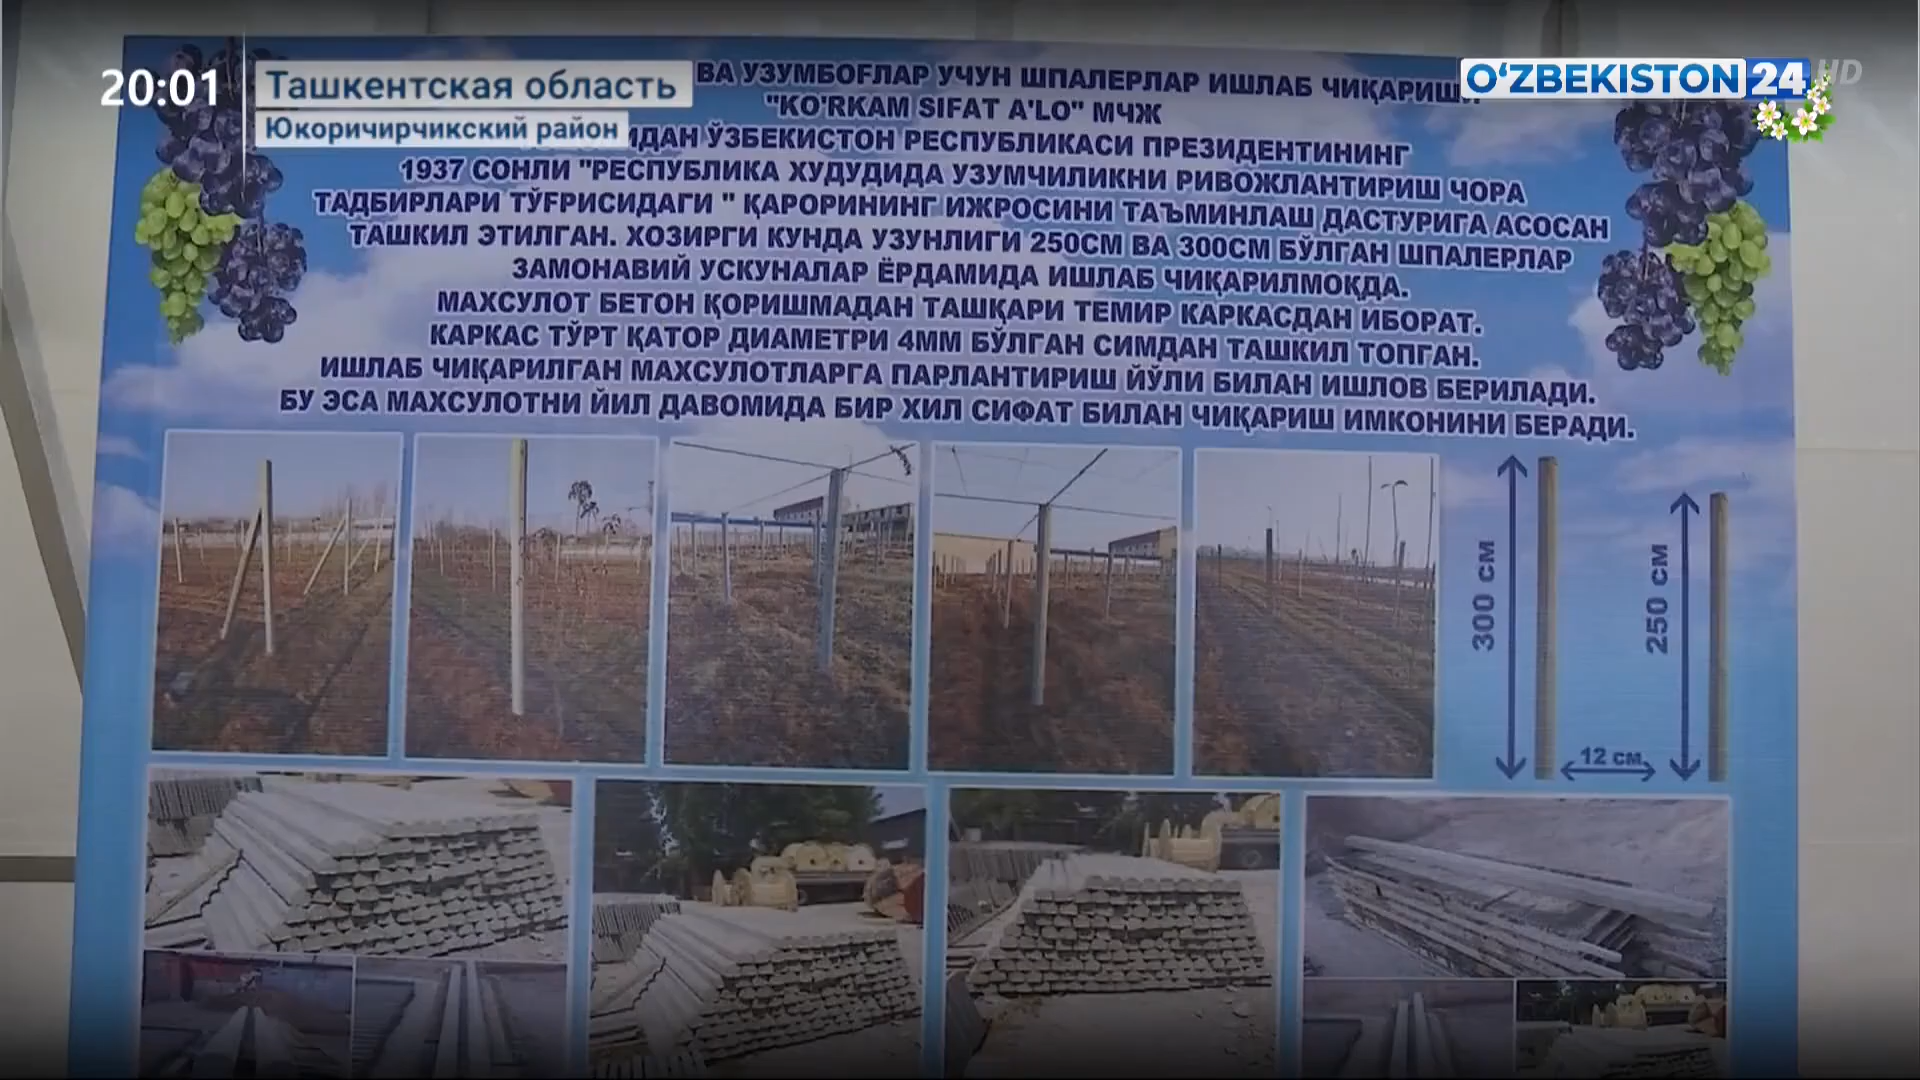 20:01
Ташкентская область
Юкоричирчикский район
O‘ZBEKISTON 24 HD
ВА УЗУМБОҒЛАР УЧУН ШПАЛЕРЛАР ИШЛАБ ЧИҚАРИШ
"KO'RKAM SIFAT A'LO" МЧЖ
ЎЗБЕКИСТОН РЕСПУБЛИКАСИ ПРЕЗИДЕНТИНИНГ
1937 СОНЛИ "РЕСПУБЛИКА ХУДУДИДА УЗУМЧИЛИКНИ РИВОЖЛАНТИРИШ ЧОРА
ТАДБИРЛАРИ ТЎҒРИСИДАГИ " ҚАРОРИНИНГ ИЖРОСИНИ ТАЪМИНЛАШ ДАСТУРИГА АСОСАН
ТАШКИЛ ЭТИЛГАН. ХОЗИРГИ КУНДА УЗУНЛИГИ 250СМ ВА 300СМ БЎЛГАН ШПАЛЕРЛАР
ЗАМОНАВИЙ УСКУНАЛАР ЁРДАМИДА ИШЛАБ ЧИҚАРИЛМОҚДА.
МАХСУЛОТ БЕТОН ҚОРИШМАДАН ТАШҚАРИ ТЕМИР КАРКАСДАН ИБОРАТ.
КАРКАС ТЎРТ ҚАТОР ДИАМЕТРИ 4ММ БЎЛГАН СИМДАН ТАШКИЛ ТОПГАН.
ИШЛАБ ЧИҚАРИЛГАН МАХСУЛОТЛАРГА ПАРЛАНТИРИШ ЙЎЛИ БИЛАН ИШЛОВ БЕРИЛАДИ.
БУ ЭСА МАХСУЛОТНИ ЙИЛ ДАВОМИДА БИР ХИЛ СИФАТ БИЛАН ЧИҚАРИШ ИМКОНИНИ БЕРАДИ.
300 СМ
250 СМ
12 СМ